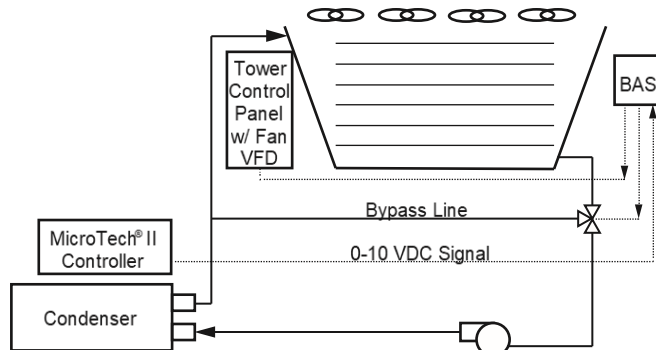 Tower
Control
Panel
w/ Fan
VFD
BAS
Bypass Line
MicroTech® II
Controller
0-10 VDC Signal
Condenser